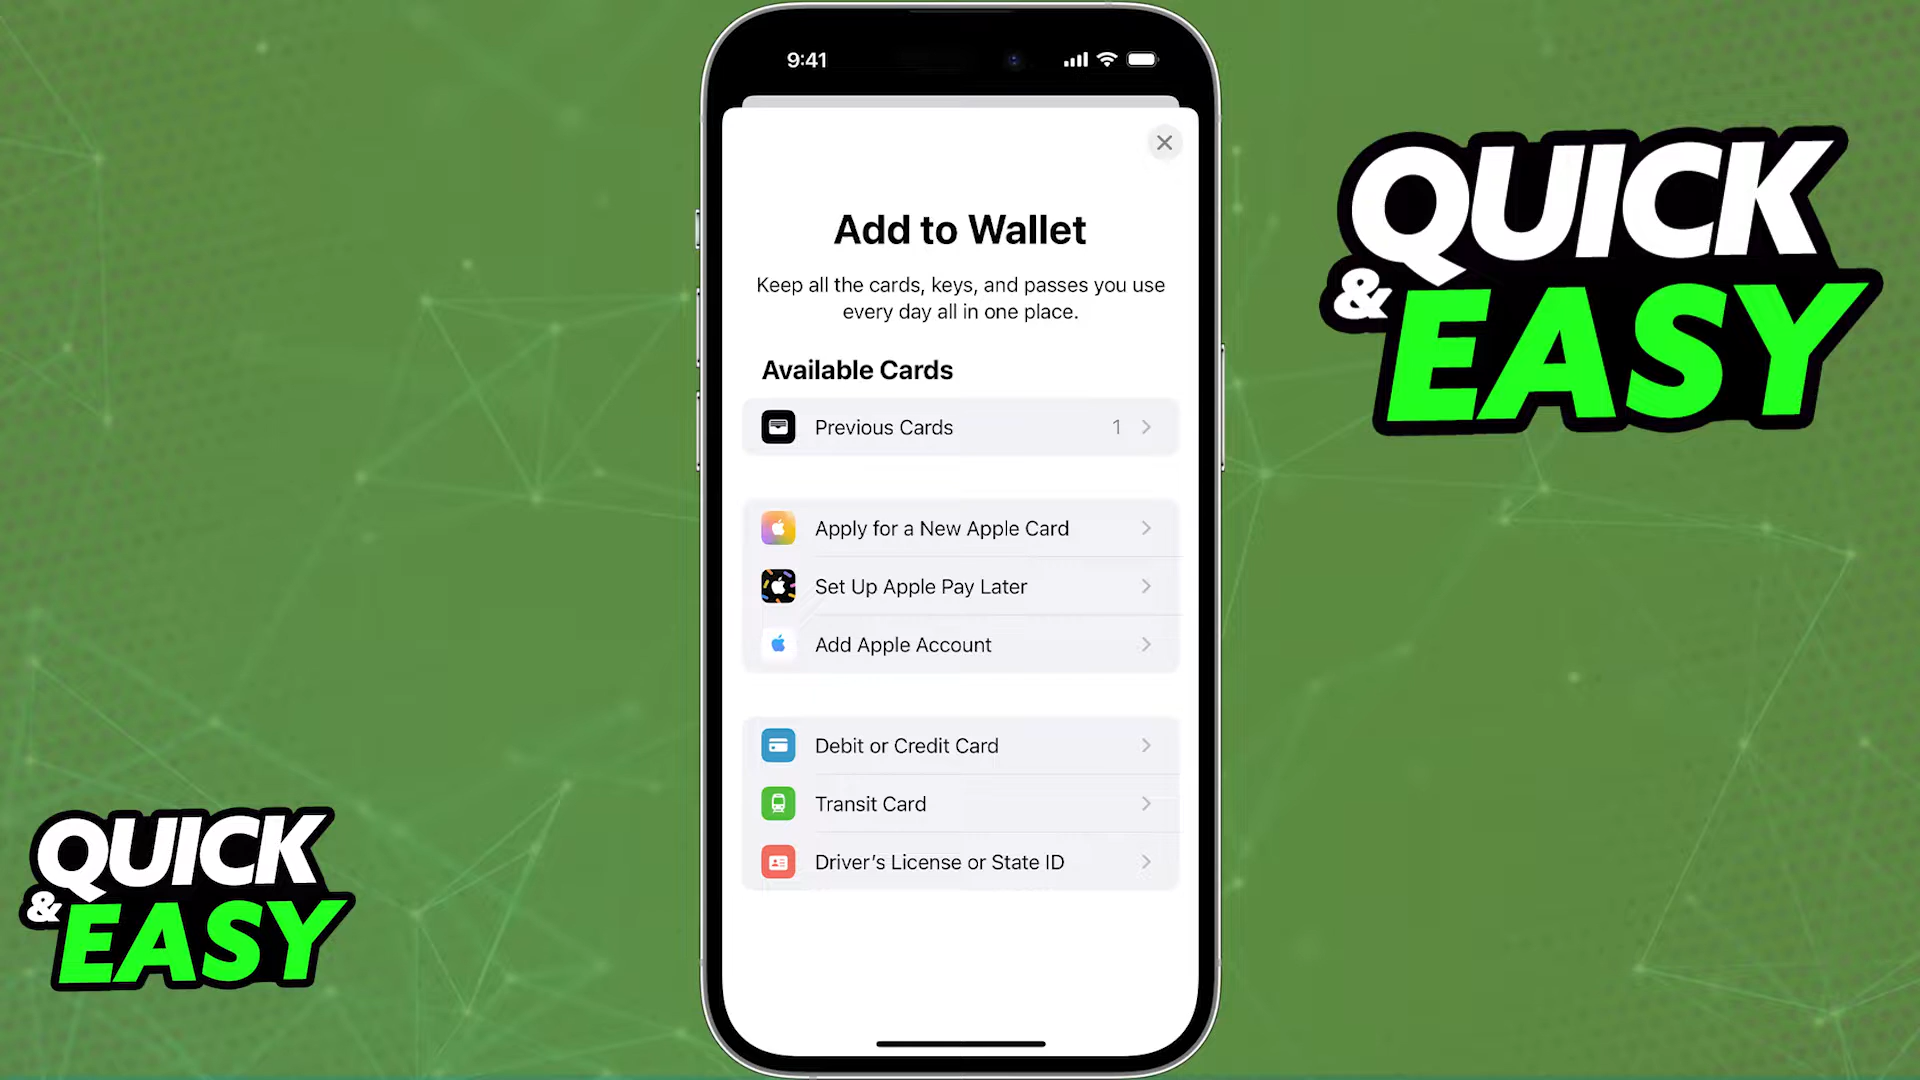 9:41
Add to Wallet
Keep all the cards, keys, and passes you use
every day all in one place.
Available Cards
Previous Cards 1
Apply for a New Apple Card
Set Up Apple Pay Later
Add Apple Account
Debit or Credit Card
Transit Card
Driver’s License or State ID
QUICK
& EASY
QUICK
& EASY